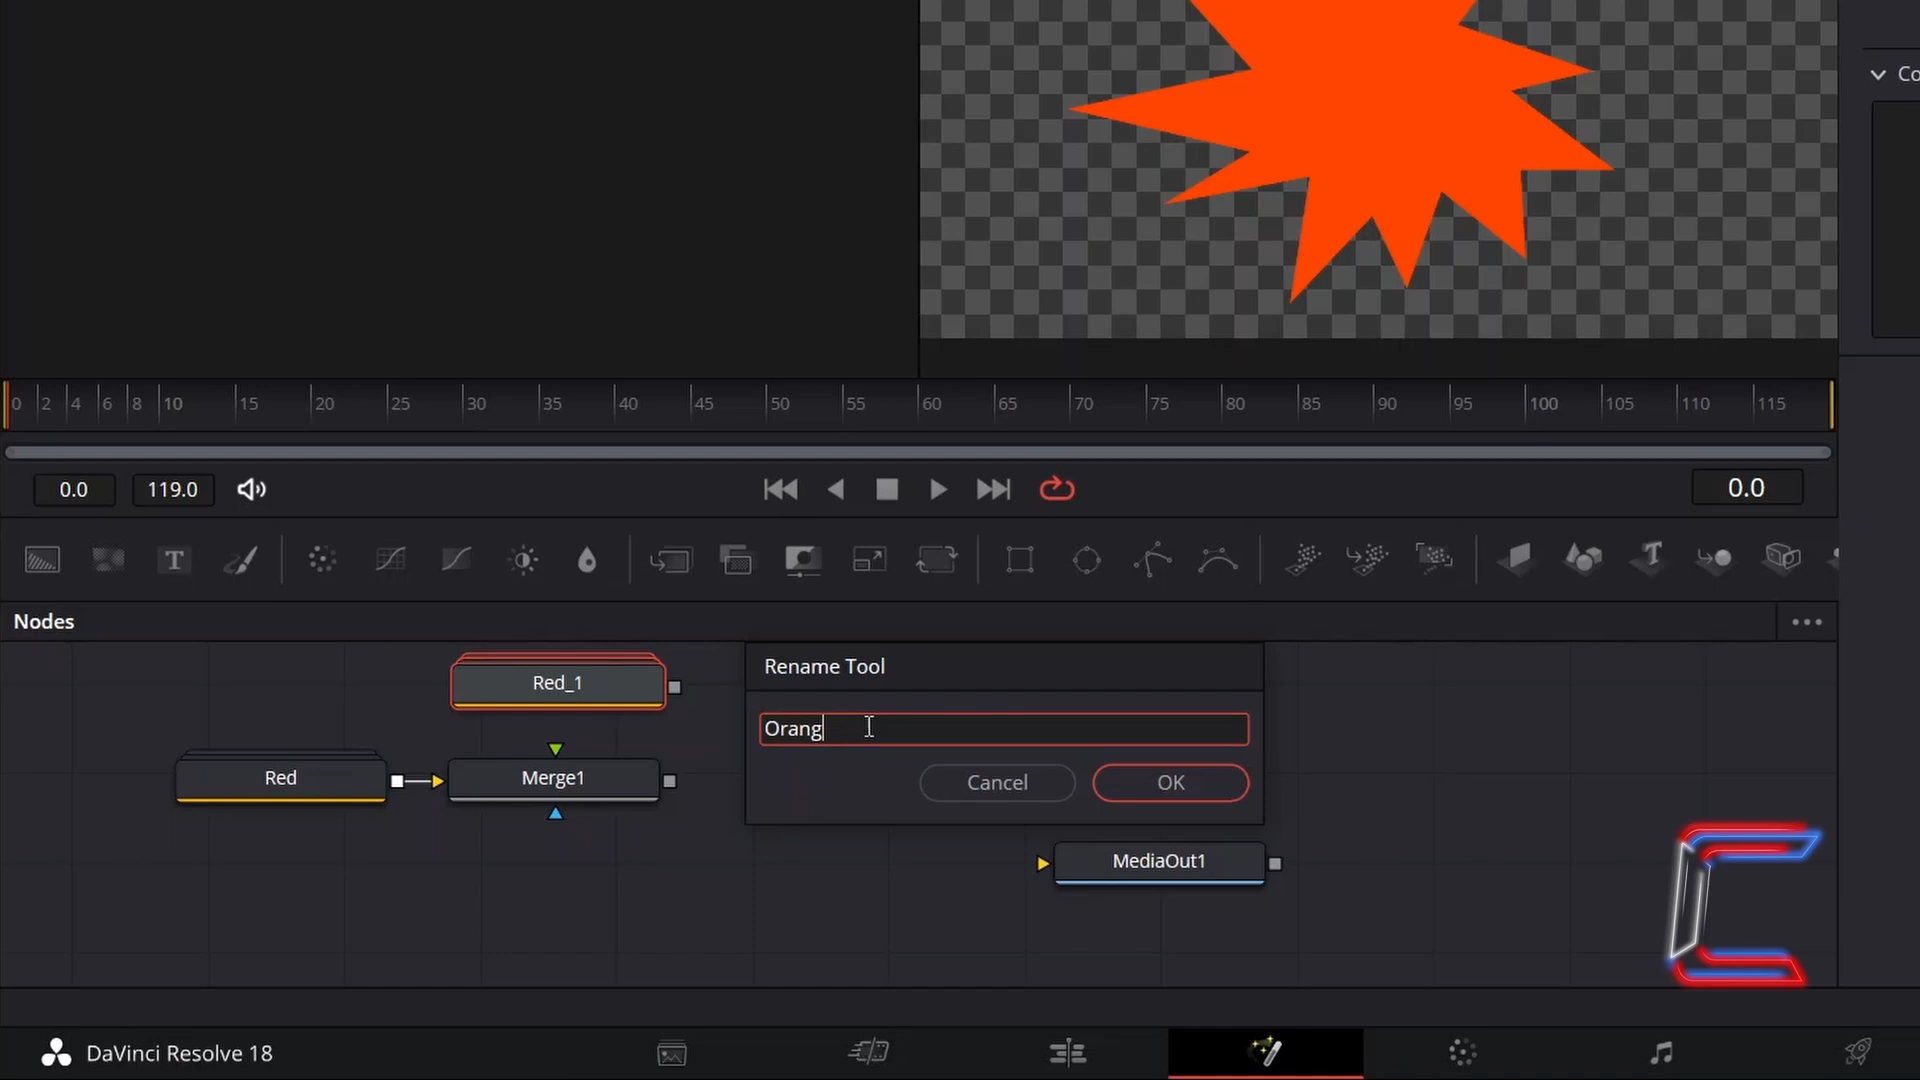 Co
0 2 4 6 8 10 15 20 25 30 35 40 45 50 55 60 65 70 75 80 85 90 95 100 105 110 115
0.0 119.0 0.0
T
Nodes
Red_1
Rename Tool
Orang
Red
Merge1
Cancel OK
MediaOut1
DaVinci Resolve 18